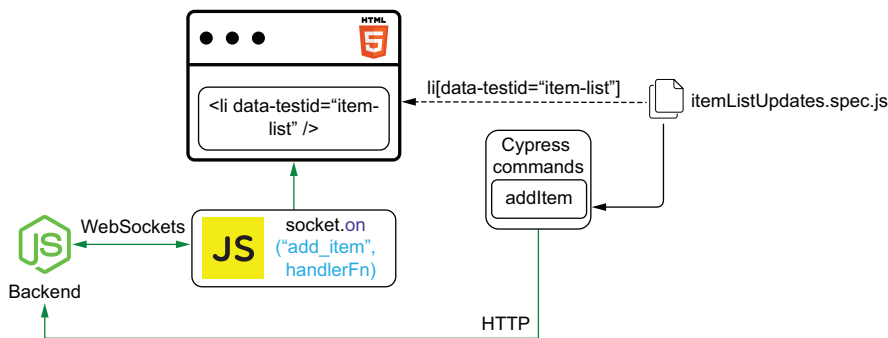 HTML
5
<li data-testid=“item-
list” />
li[data-testid=“item-list”]
itemListUpdates.spec.js
Cypress
commands
addItem
WebSockets
JS
JS
socket.on
(“add_item”,
handlerFn)
Backend
HTTP